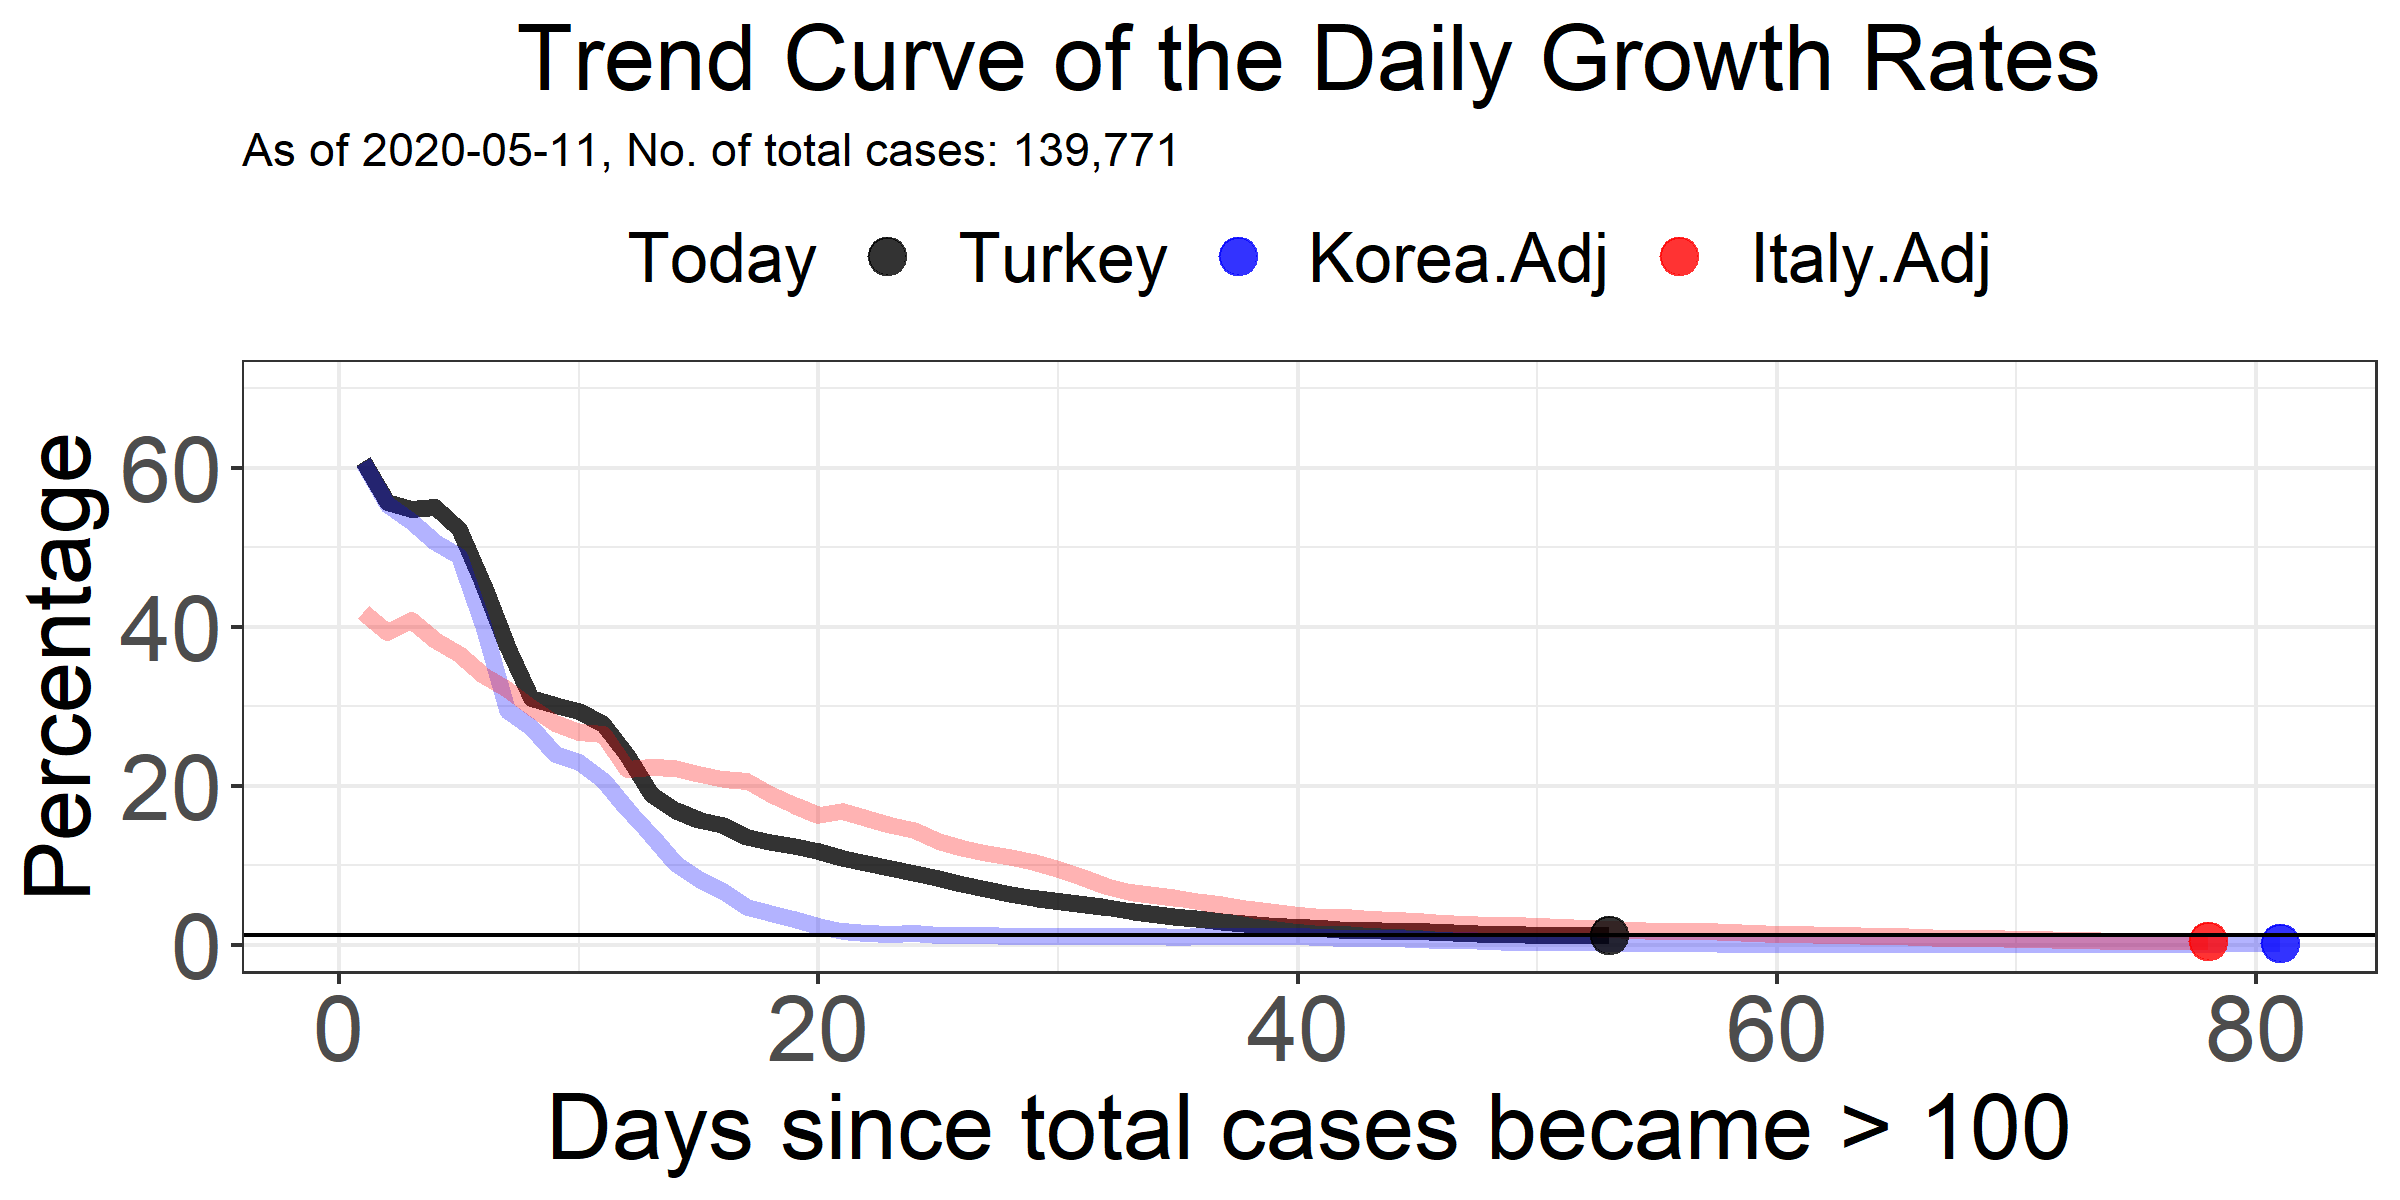 Trend Curve of the Daily Growth Rates
As of 2020-05-11, No. of total cases: 139,771
Today Turkey Korea.Adj Italy.Adj
Percentage
60
40
20
0
0 20 40 60 80
Days since total cases became > 100